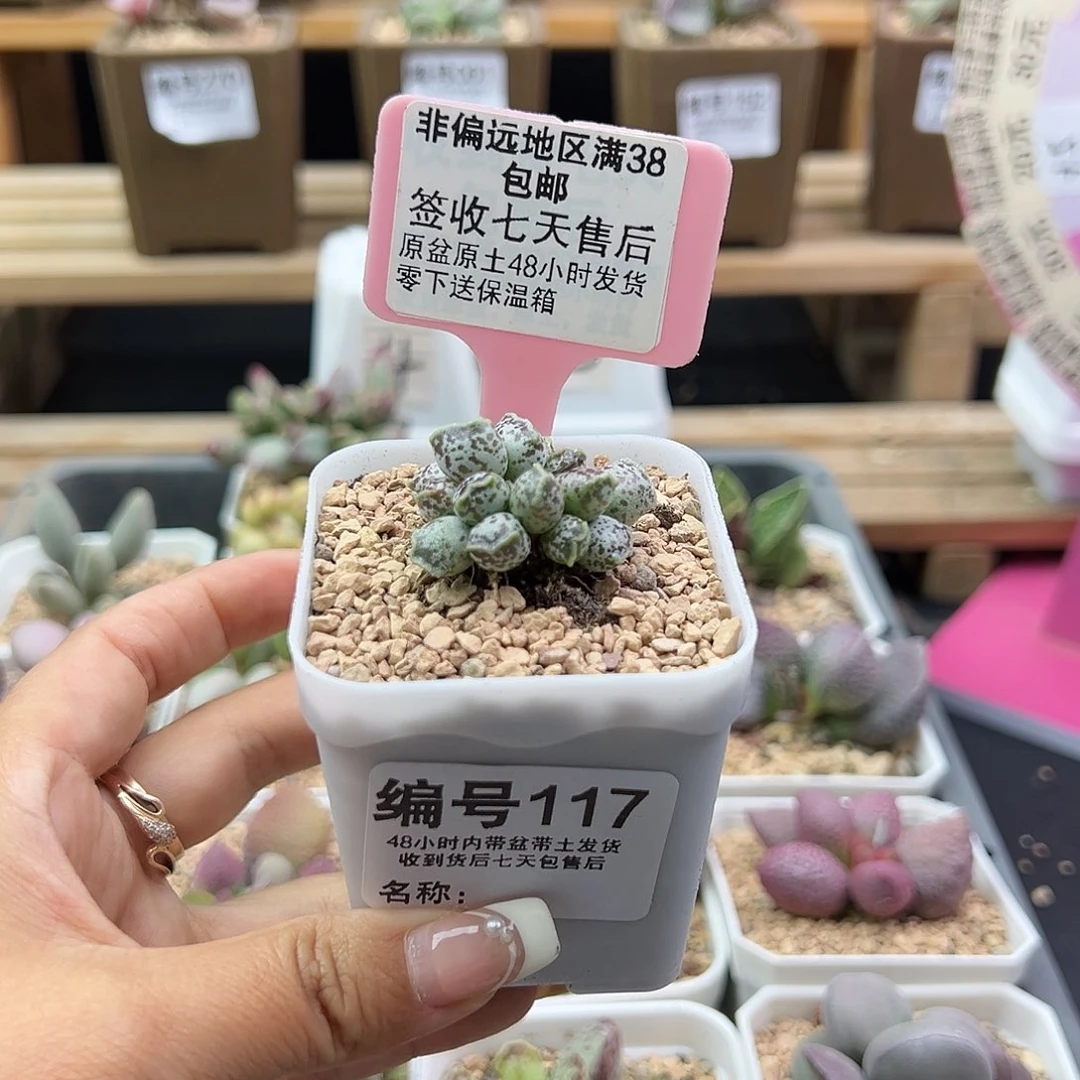 非偏远地区满38
包邮
签收七天售后
原盆原土48小时发货
零下送保温箱
编号117
48小时内带盆带土发货
收到货后七天包售后
名称：